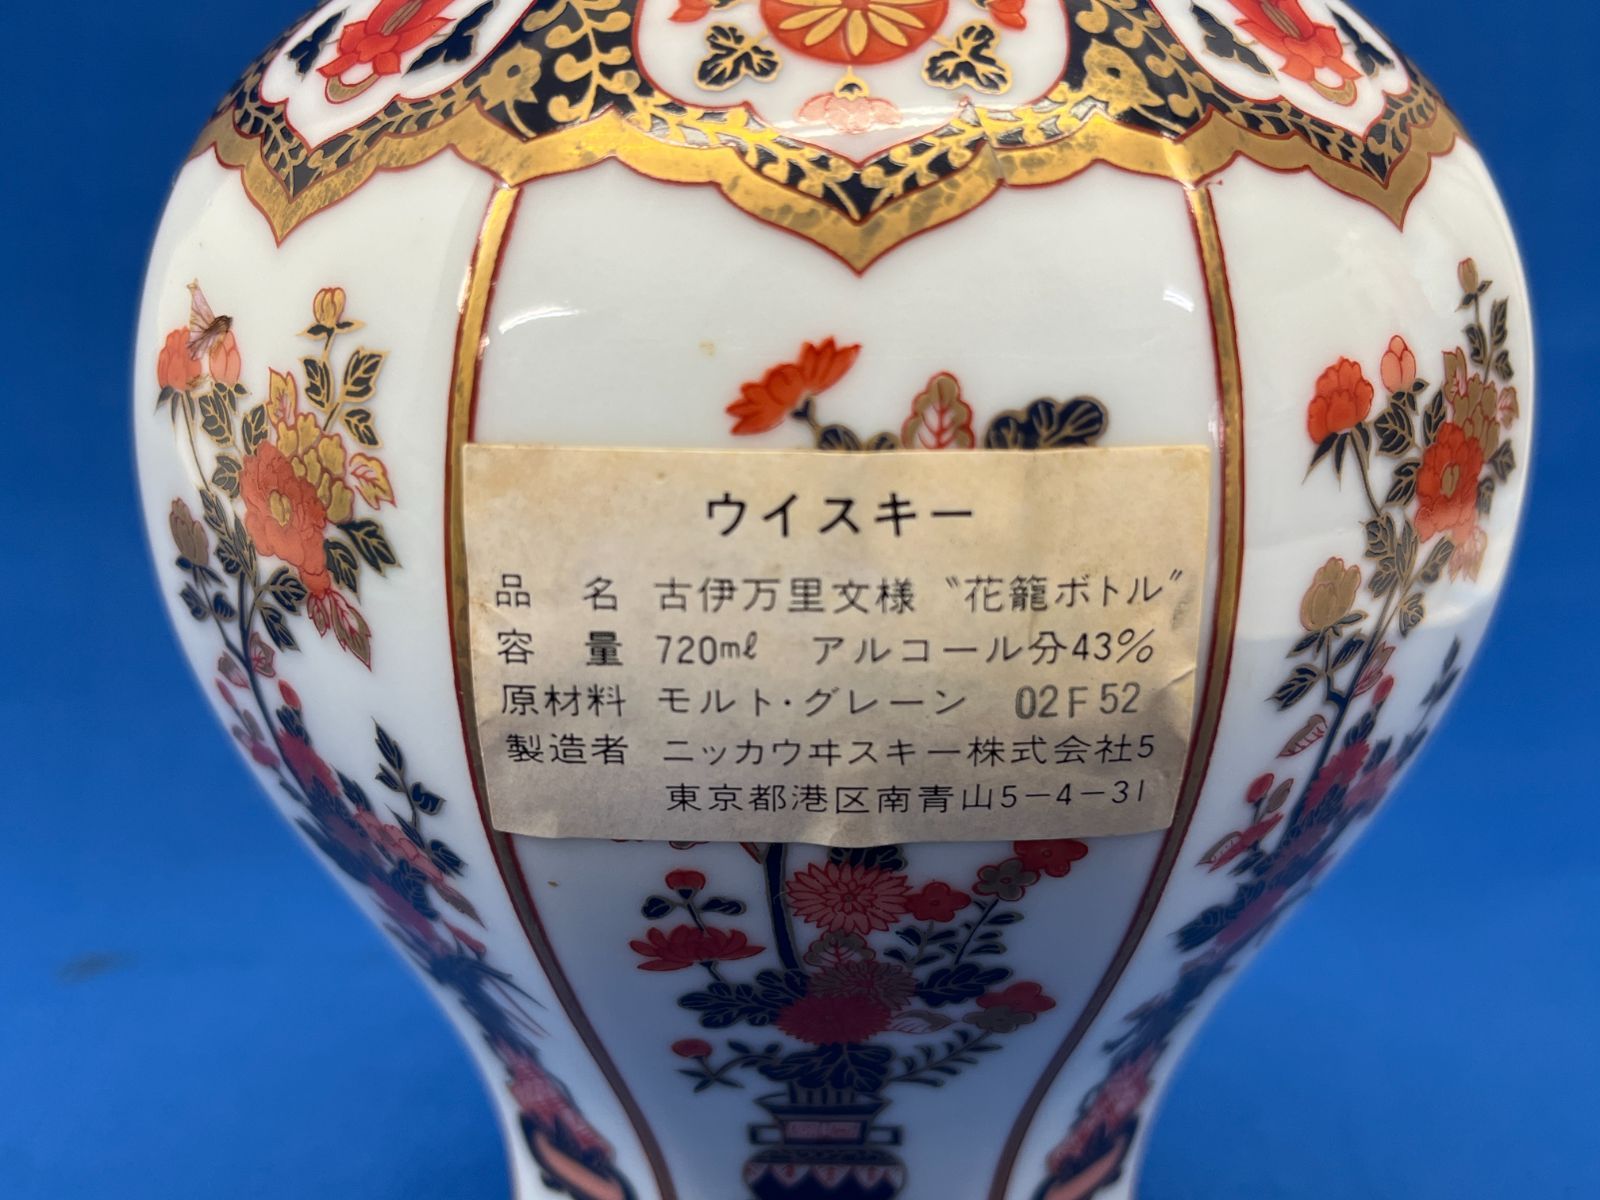 ウイスキー
品名 古伊万里文様〝花籠ボトル〞
容量 720mℓ アルコール分43%
原材料 モルト・グレーン 02F52
製造者 ニッカウヰスキー株式会社5
東京都港区南青山5-4-31